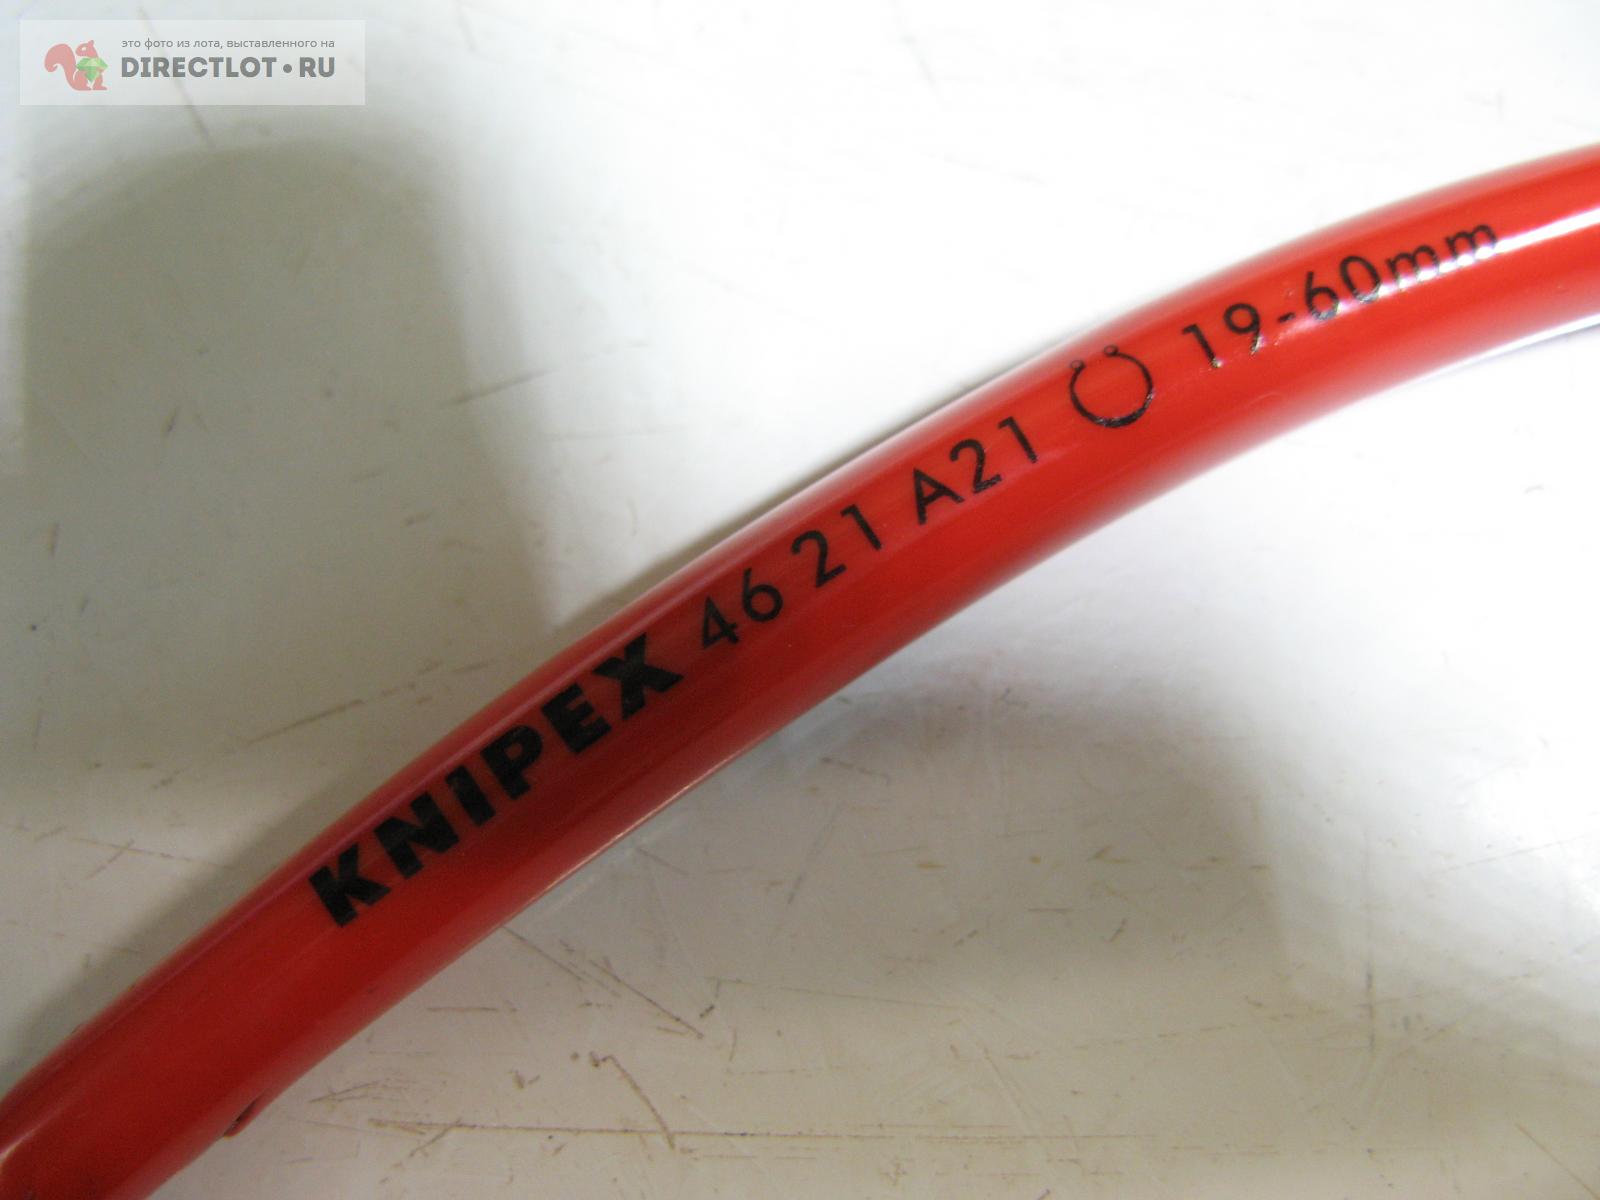 это фото из лота, выставленного на
DIRECTLOT•RU
KNIPEX 46 21 A21 19-60mm